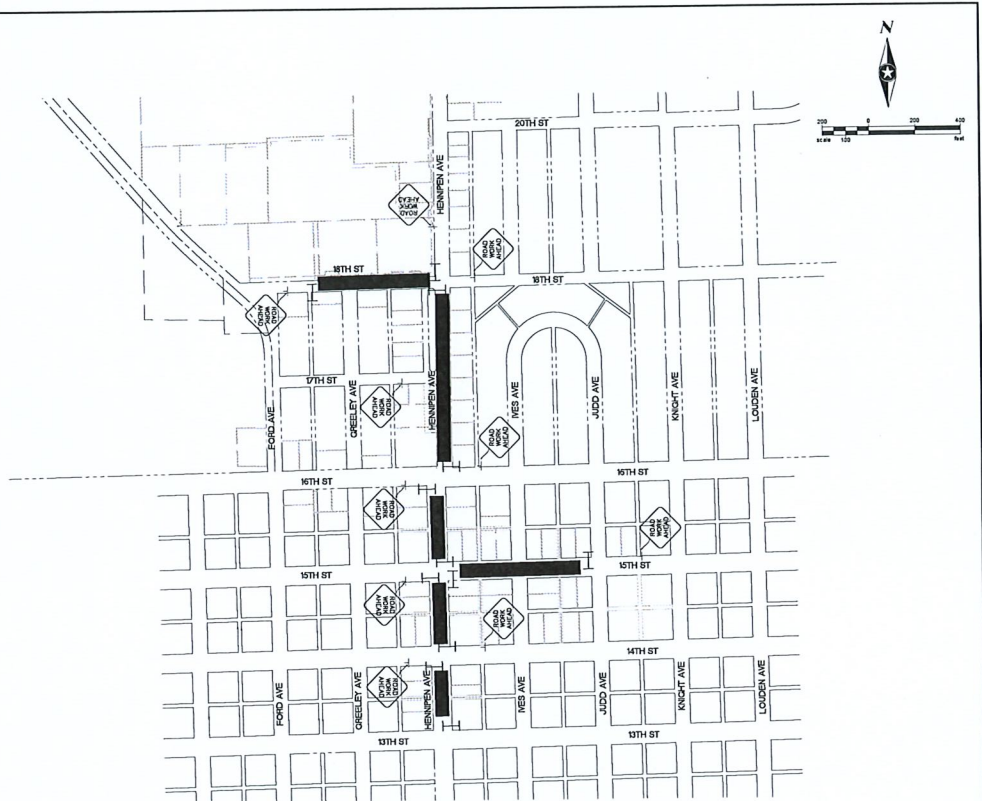 N
200 0 200 400
scale 100 feet
20TH ST
HENNIPEN AVE
ROAD
WORK
AHEAD
ROAD
WORK
AHEAD
18TH ST
18TH ST
ROAD
WORK
AHEAD
17TH ST
FORD AVE
GREELEY AVE
ROAD
WORK
AHEAD
HENNIPEN AVE
ROAD
WORK
AHEAD
IVES AVE
JUDD AVE
KNIGHT AVE
LOUDEN AVE
16TH ST
16TH ST
ROAD
WORK
AHEAD
ROAD
WORK
AHEAD
15TH ST
15TH ST
ROAD
WORK
AHEAD
ROAD
WORK
AHEAD
14TH ST
FORD AVE
GREELEY AVE
ROAD
WORK
AHEAD
HENNIPEN AVE
IVES AVE
JUDD AVE
KNIGHT AVE
LOUDEN AVE
13TH ST
13TH ST